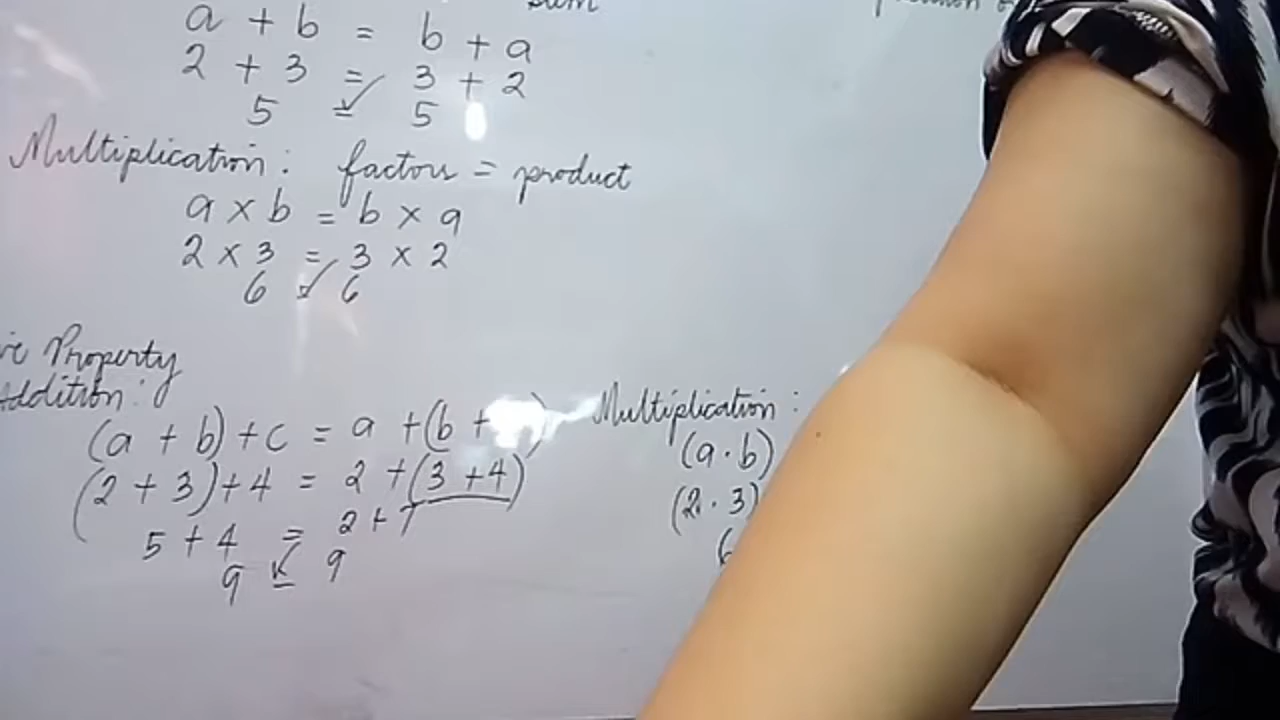 a + b = b + a
2 + 3 = 3 + 2
5 = 5
Multiplication: factors = product
a × b = b × a
2 × 3 = 3 × 2
6 = 6
Property
Addition:
(a + b) + c = a + (b +
(2 + 3) + 4 = 2 + (3 + 4)
5 + 4 = 2 + 7
9 = 9
Multiplication:
(a · b)
(2 · 3)
6